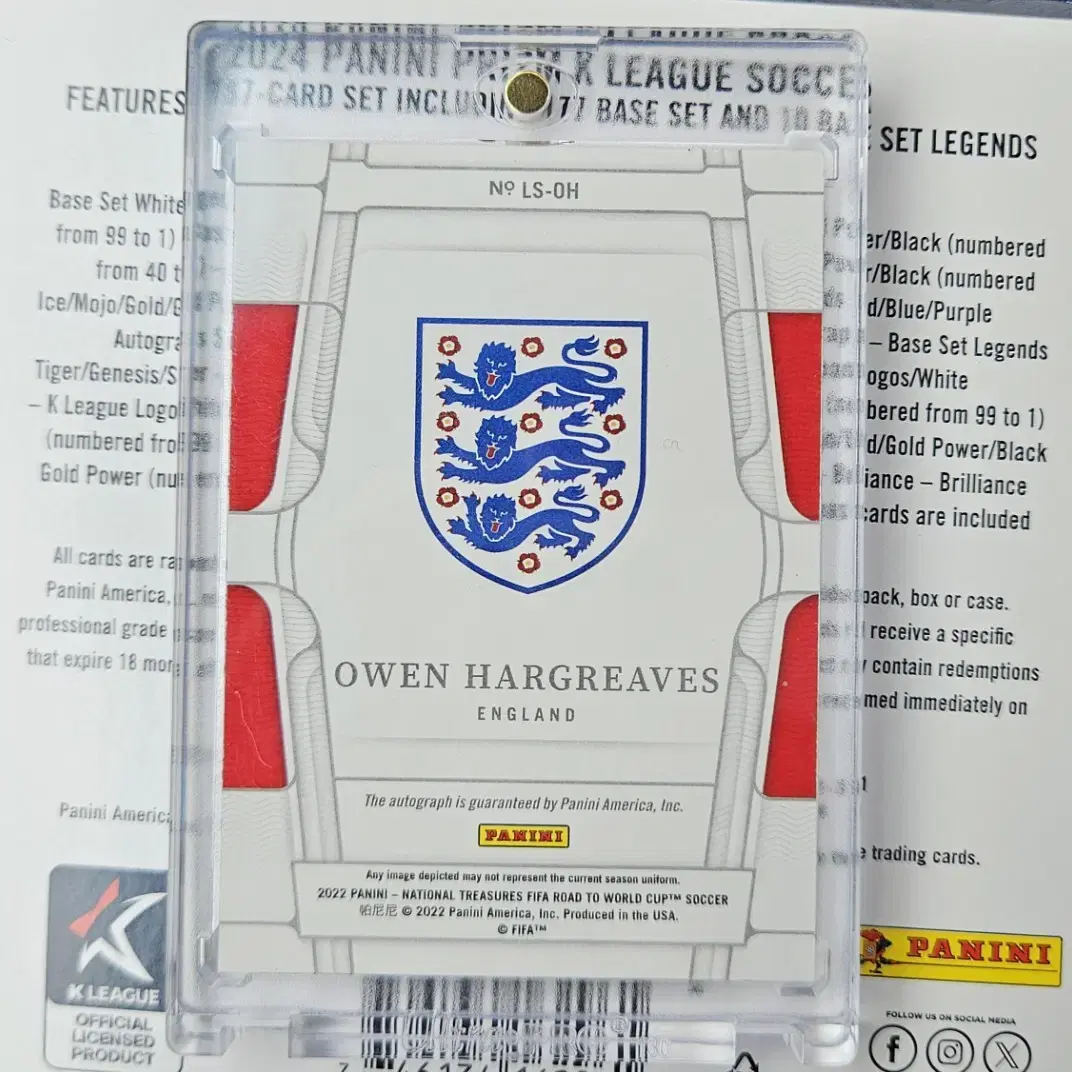 2024 PANINI PRIZM K LEAGUE SOCCER
FEATURES
-CARD SET
77 BASE SET AND 10
SET LEGENDS
Base Set White
from 99 to 1)
from 40
Ice/Mojo/Gold/
Tiger/Genesis/
– K League Logo
(numbered
Gold Power
All cards are
Panini America,
professional grade
that expire 18
Panini
er/Black (numbered
r/Black (numbered
d/Blue/Purple
– Base Set Legends
ogos/White
bered from 99 to 1)
d/Gold Power/Black
iance – Brilliance
cards are included
pack, box or case.
receive a specific
contain redemptions
med immediately on
trading cards.
Nº LS-OH
OWEN HARGREAVES
ENGLAND
The autograph is guaranteed by Panini America, Inc.
PANINI
Any image depicted may not represent the current season uniform.
2022 PANINI – NATIONAL TREASURES FIFA ROAD TO WORLD CUP™ SOCCER
帕尼尼 © 2022 Panini America, Inc. Produced in the USA.
© FIFA™
K LEAGUE
OFFICIAL
LICENSED
PRODUCT
PANINI
FOLLOW US ON SOCIAL MEDIA